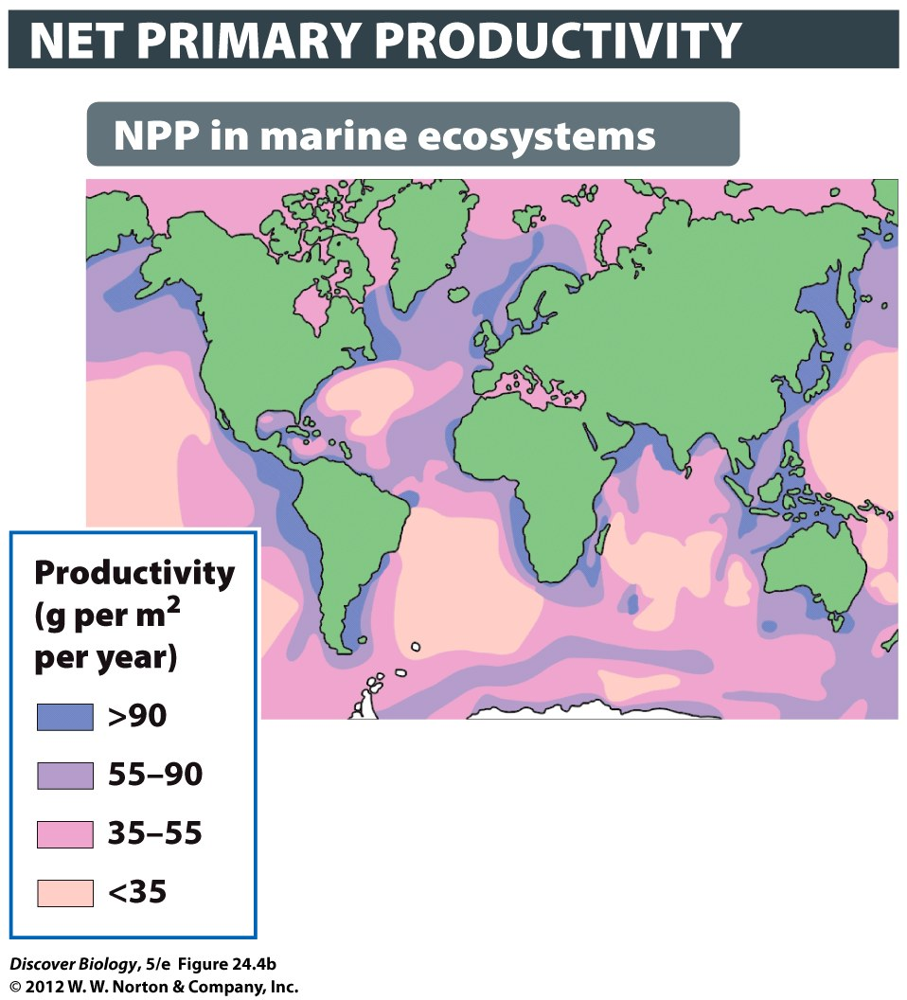 NET PRIMARY PRODUCTIVITY
NPP in marine ecosystems
Productivity
(g per m²
per year)
>90
55–90
35–55
<35
Discover Biology, 5/e Figure 24.4b
© 2012 W. W. Norton & Company, Inc.